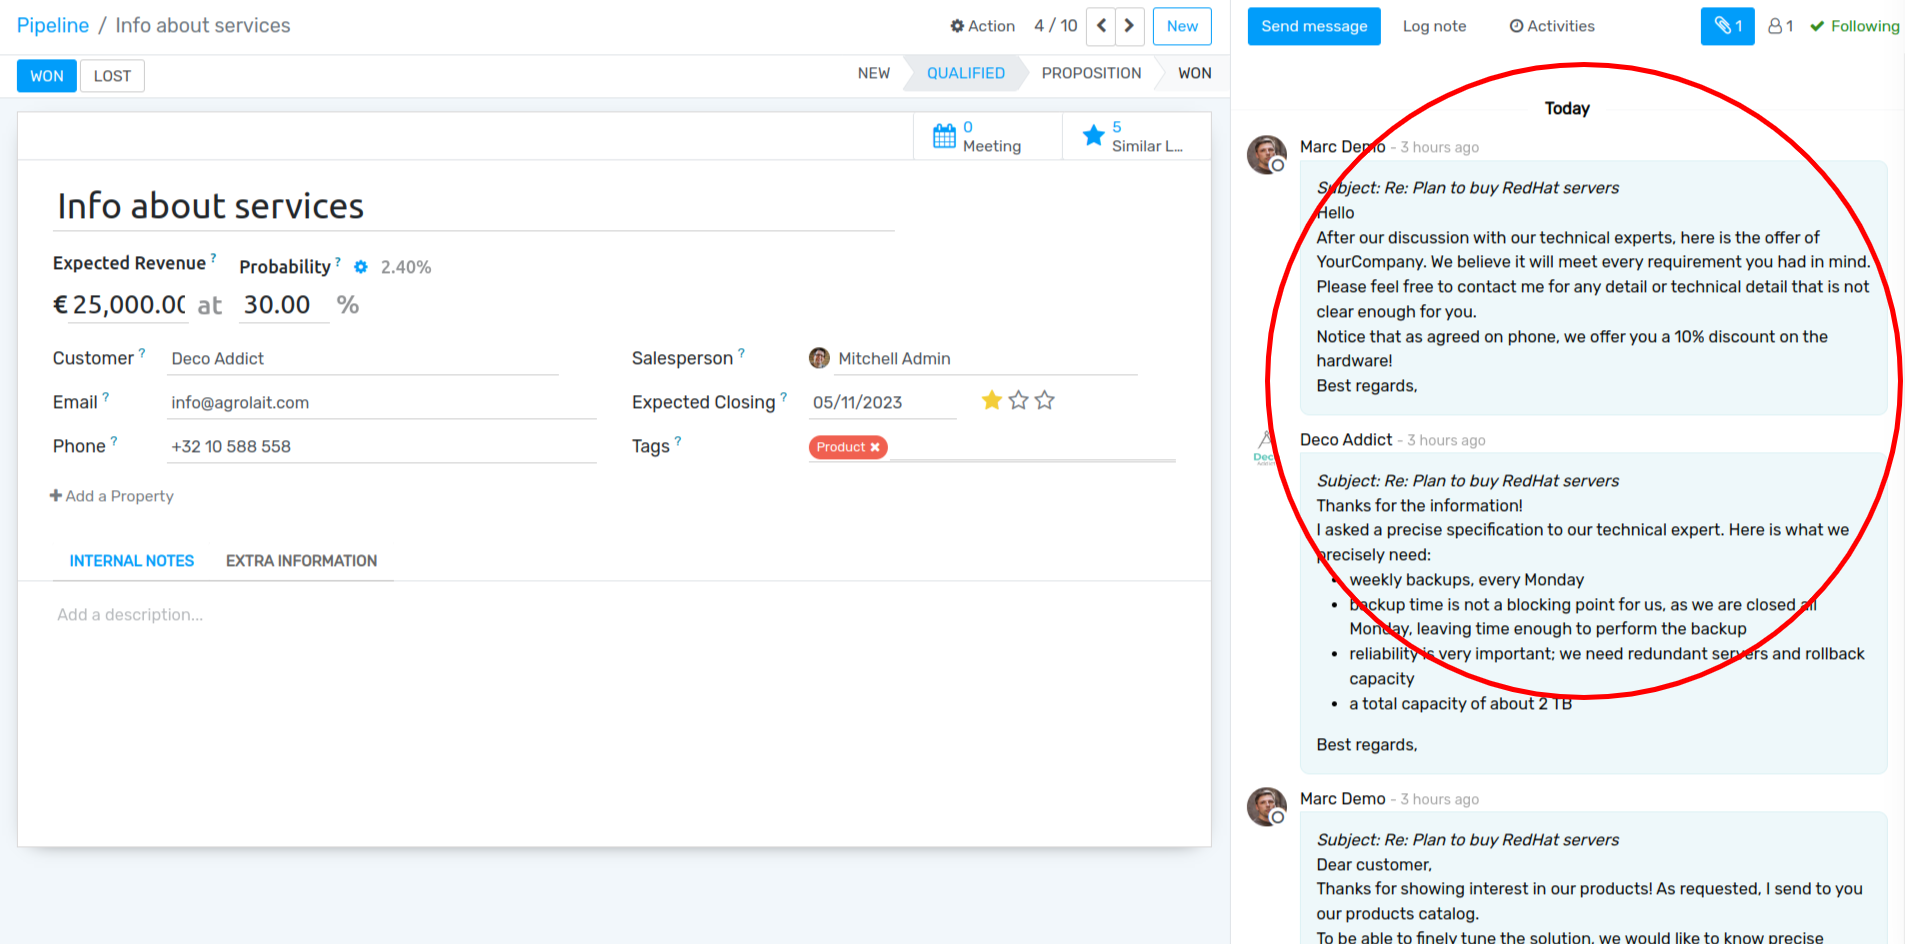 Pipeline / Info about services
Action 4 / 10 New
WON LOST
NEW QUALIFIED PROPOSITION WON
0 Meeting
5 Similar L...
Info about services
Expected Revenue ? Probability ? 2.40%
€ 25,000.00 at 30.00 %
Customer ? Deco Addict
Email ? info@agrolait.com
Phone ? +32 10 588 558
Salesperson ? Mitchell Admin
Expected Closing ? 05/11/2023
Tags ? Product
Add a Property
INTERNAL NOTES EXTRA INFORMATION
Add a description...
Send message Log note Activities 1 1 Following
Today
Marc Demo - 3 hours ago
Subject: Re: Plan to buy RedHat servers
Hello
After our discussion with our technical experts, here is the offer of
YourCompany. We believe it will meet every requirement you had in mind.
Please feel free to contact me for any detail or technical detail that is not
clear enough for you.
Notice that as agreed on phone, we offer you a 10% discount on the
hardware!
Best regards,
Deco Addict - 3 hours ago
Subject: Re: Plan to buy RedHat servers
Thanks for the information!
I asked a precise specification to our technical expert. Here is what we
precisely need:
• weekly backups, every Monday
• backup time is not a blocking point for us, as we are closed all
Monday, leaving time enough to perform the backup
• reliability is very important; we need redundant servers and rollback
capacity
• a total capacity of about 2 TB
Best regards,
Marc Demo - 3 hours ago
Subject: Re: Plan to buy RedHat servers
Dear customer,
Thanks for showing interest in our products! As requested, I send to you
our products catalog.
To be able to finely tune the solution, we would like to know precise